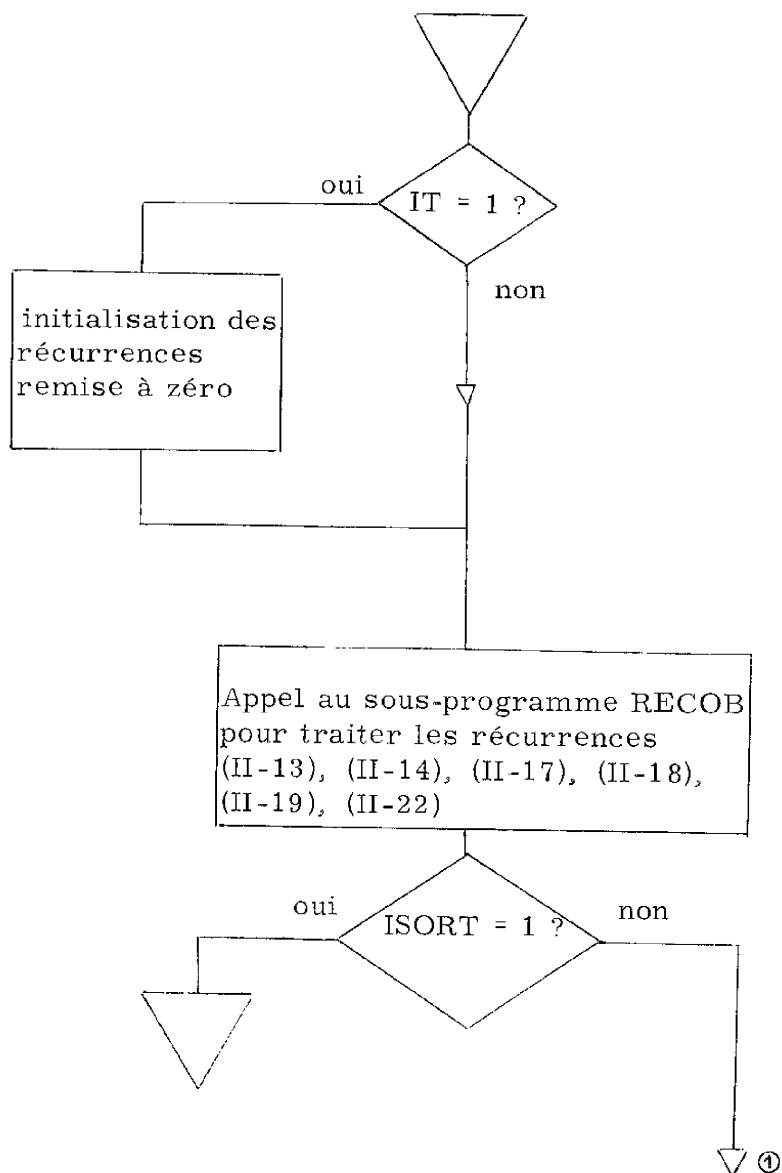 oui
IT = 1 ?
non
initialisation des
récurrences
remise à zéro
Appel au sous-programme RECOB
pour traiter les récurrences
(II-13), (II-14), (II-17), (II-18),
(II-19), (II-22)
oui
ISORT = 1 ?
non
①